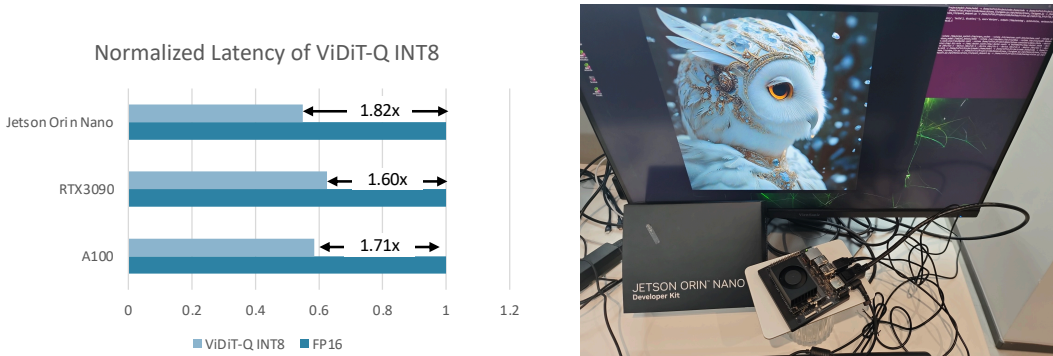 Normalized Latency of ViDiT-Q INT8
Jetson Orin Nano
1.82x
RTX3090
1.60x
A100
1.71x
0 0.2 0.4 0.6 0.8 1 1.2
ViDiT-Q INT8 FP16
JETSON ORIN™ NANO
Developer Kit